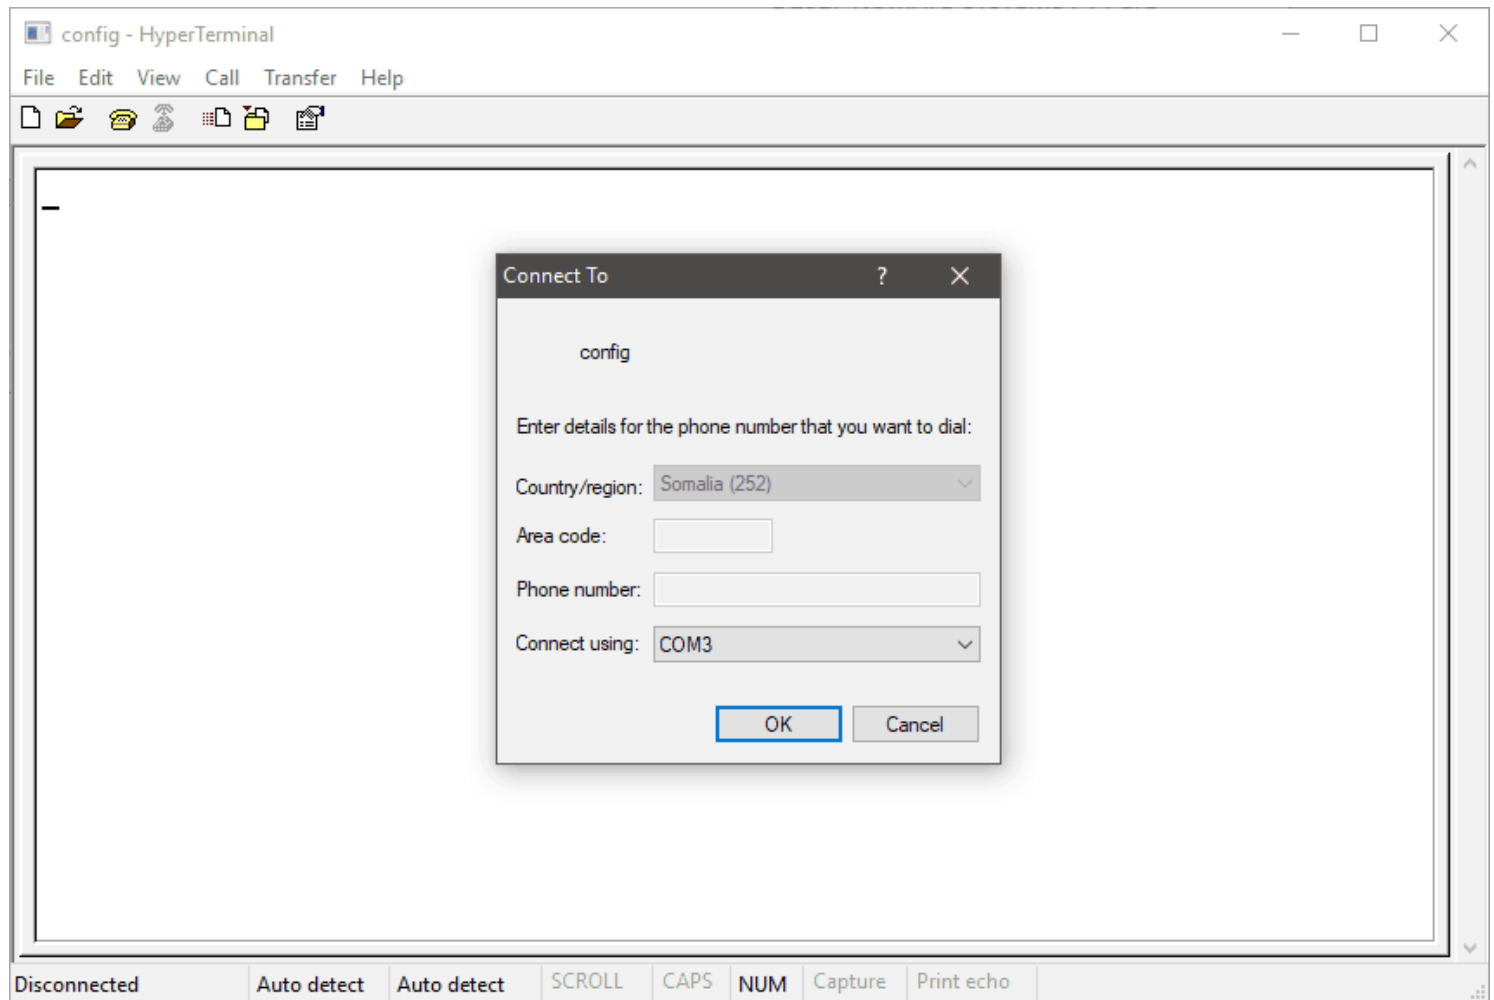 config - HyperTerminal
File Edit View Call Transfer Help
Connect To ?
config
Enter details for the phone number that you want to dial:
Country/region: Somalia (252)
Area code:
Phone number:
Connect using: COM3
OK Cancel
Disconnected Auto detect Auto detect SCROLL CAPS NUM Capture Print echo